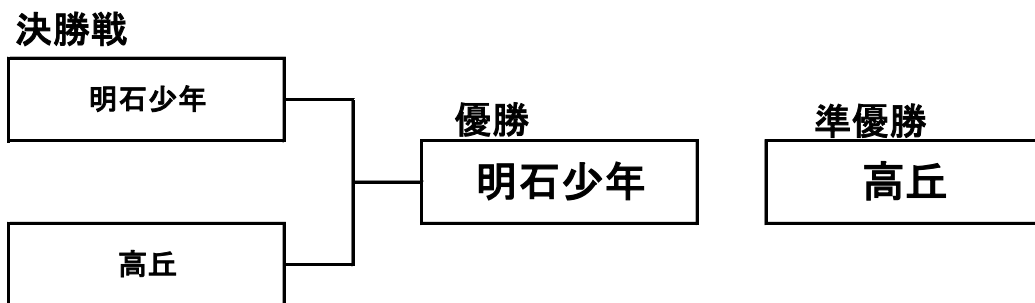 決勝戦
明石少年
優勝
準優勝
明石少年
高丘
高丘